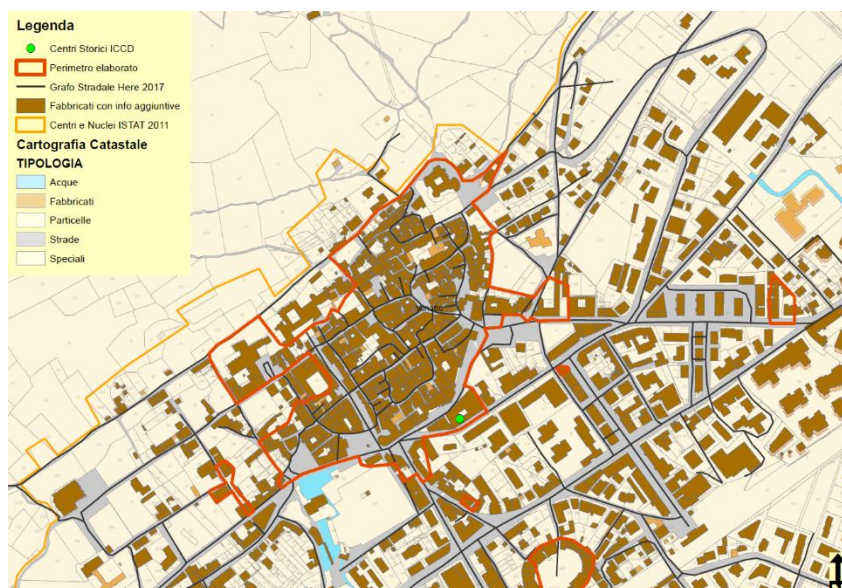 Legenda
Centri Storici ICCD
Perimetro elaborato
Grafo Stradale Here 2017
Fabbricati con info aggiuntive
Centri e Nuclei ISTAT 2011
Cartografia Catastale
TIPOLOGIA
Acque
Fabbricati
Particelle
Strade
Speciali